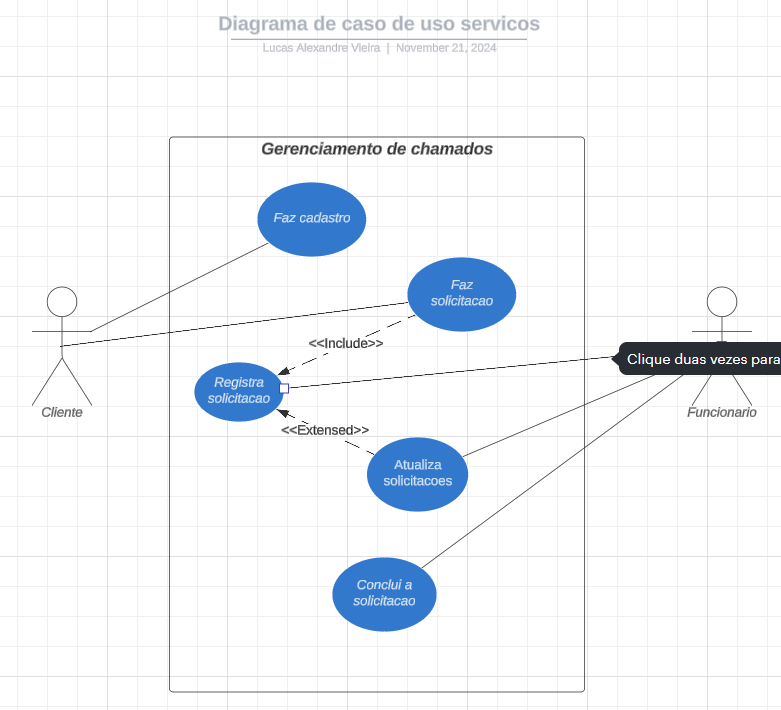 Diagrama de caso de uso servicos
Lucas Alexandre Vieira | November 21, 2024
Gerenciamento de chamados
Faz cadastro
Faz
solicitacao
<<Include>>
Clique duas vezes para
Registra
solicitacao
Cliente
Funcionario
<<Extensed>>
Atualiza
solicitacoes
Conclui a
solicitacao